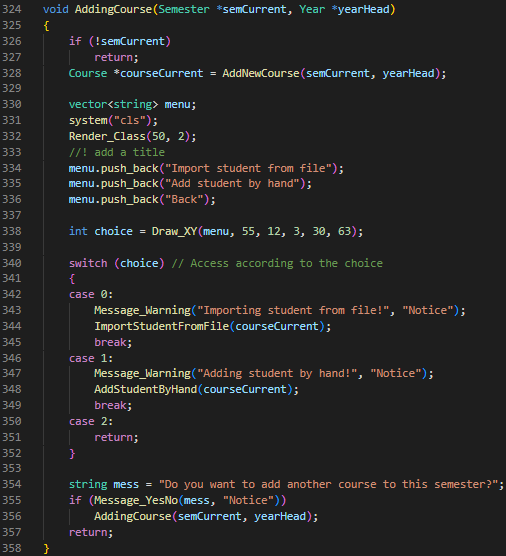 324 void AddingCourse(Semester *semCurrent, Year *yearHead)
325 {
326     if (!semCurrent)
327         return;
328     Course *courseCurrent = AddNewCourse(semCurrent, yearHead);
329
330     vector<string> menu;
331     system("cls");
332     Render_Class(50, 2);
333     //! add a title
334     menu.push_back("Import student from file");
335     menu.push_back("Add student by hand");
336     menu.push_back("Back");
337
338     int choice = Draw_XY(menu, 55, 12, 3, 30, 63);
339
340     switch (choice) // Access according to the choice
341     {
342     case 0:
343         Message_Warning("Importing student from file!", "Notice");
344         ImportStudentFromFile(courseCurrent);
345         break;
346     case 1:
347         Message_Warning("Adding student by hand!", "Notice");
348         AddStudentByHand(courseCurrent);
349         break;
350     case 2:
351         return;
352     }
353
354     string mess = "Do you want to add another course to this semester?";
355     if (Message_YesNo(mess, "Notice"))
356         AddingCourse(semCurrent, yearHead);
357     return;
358 }